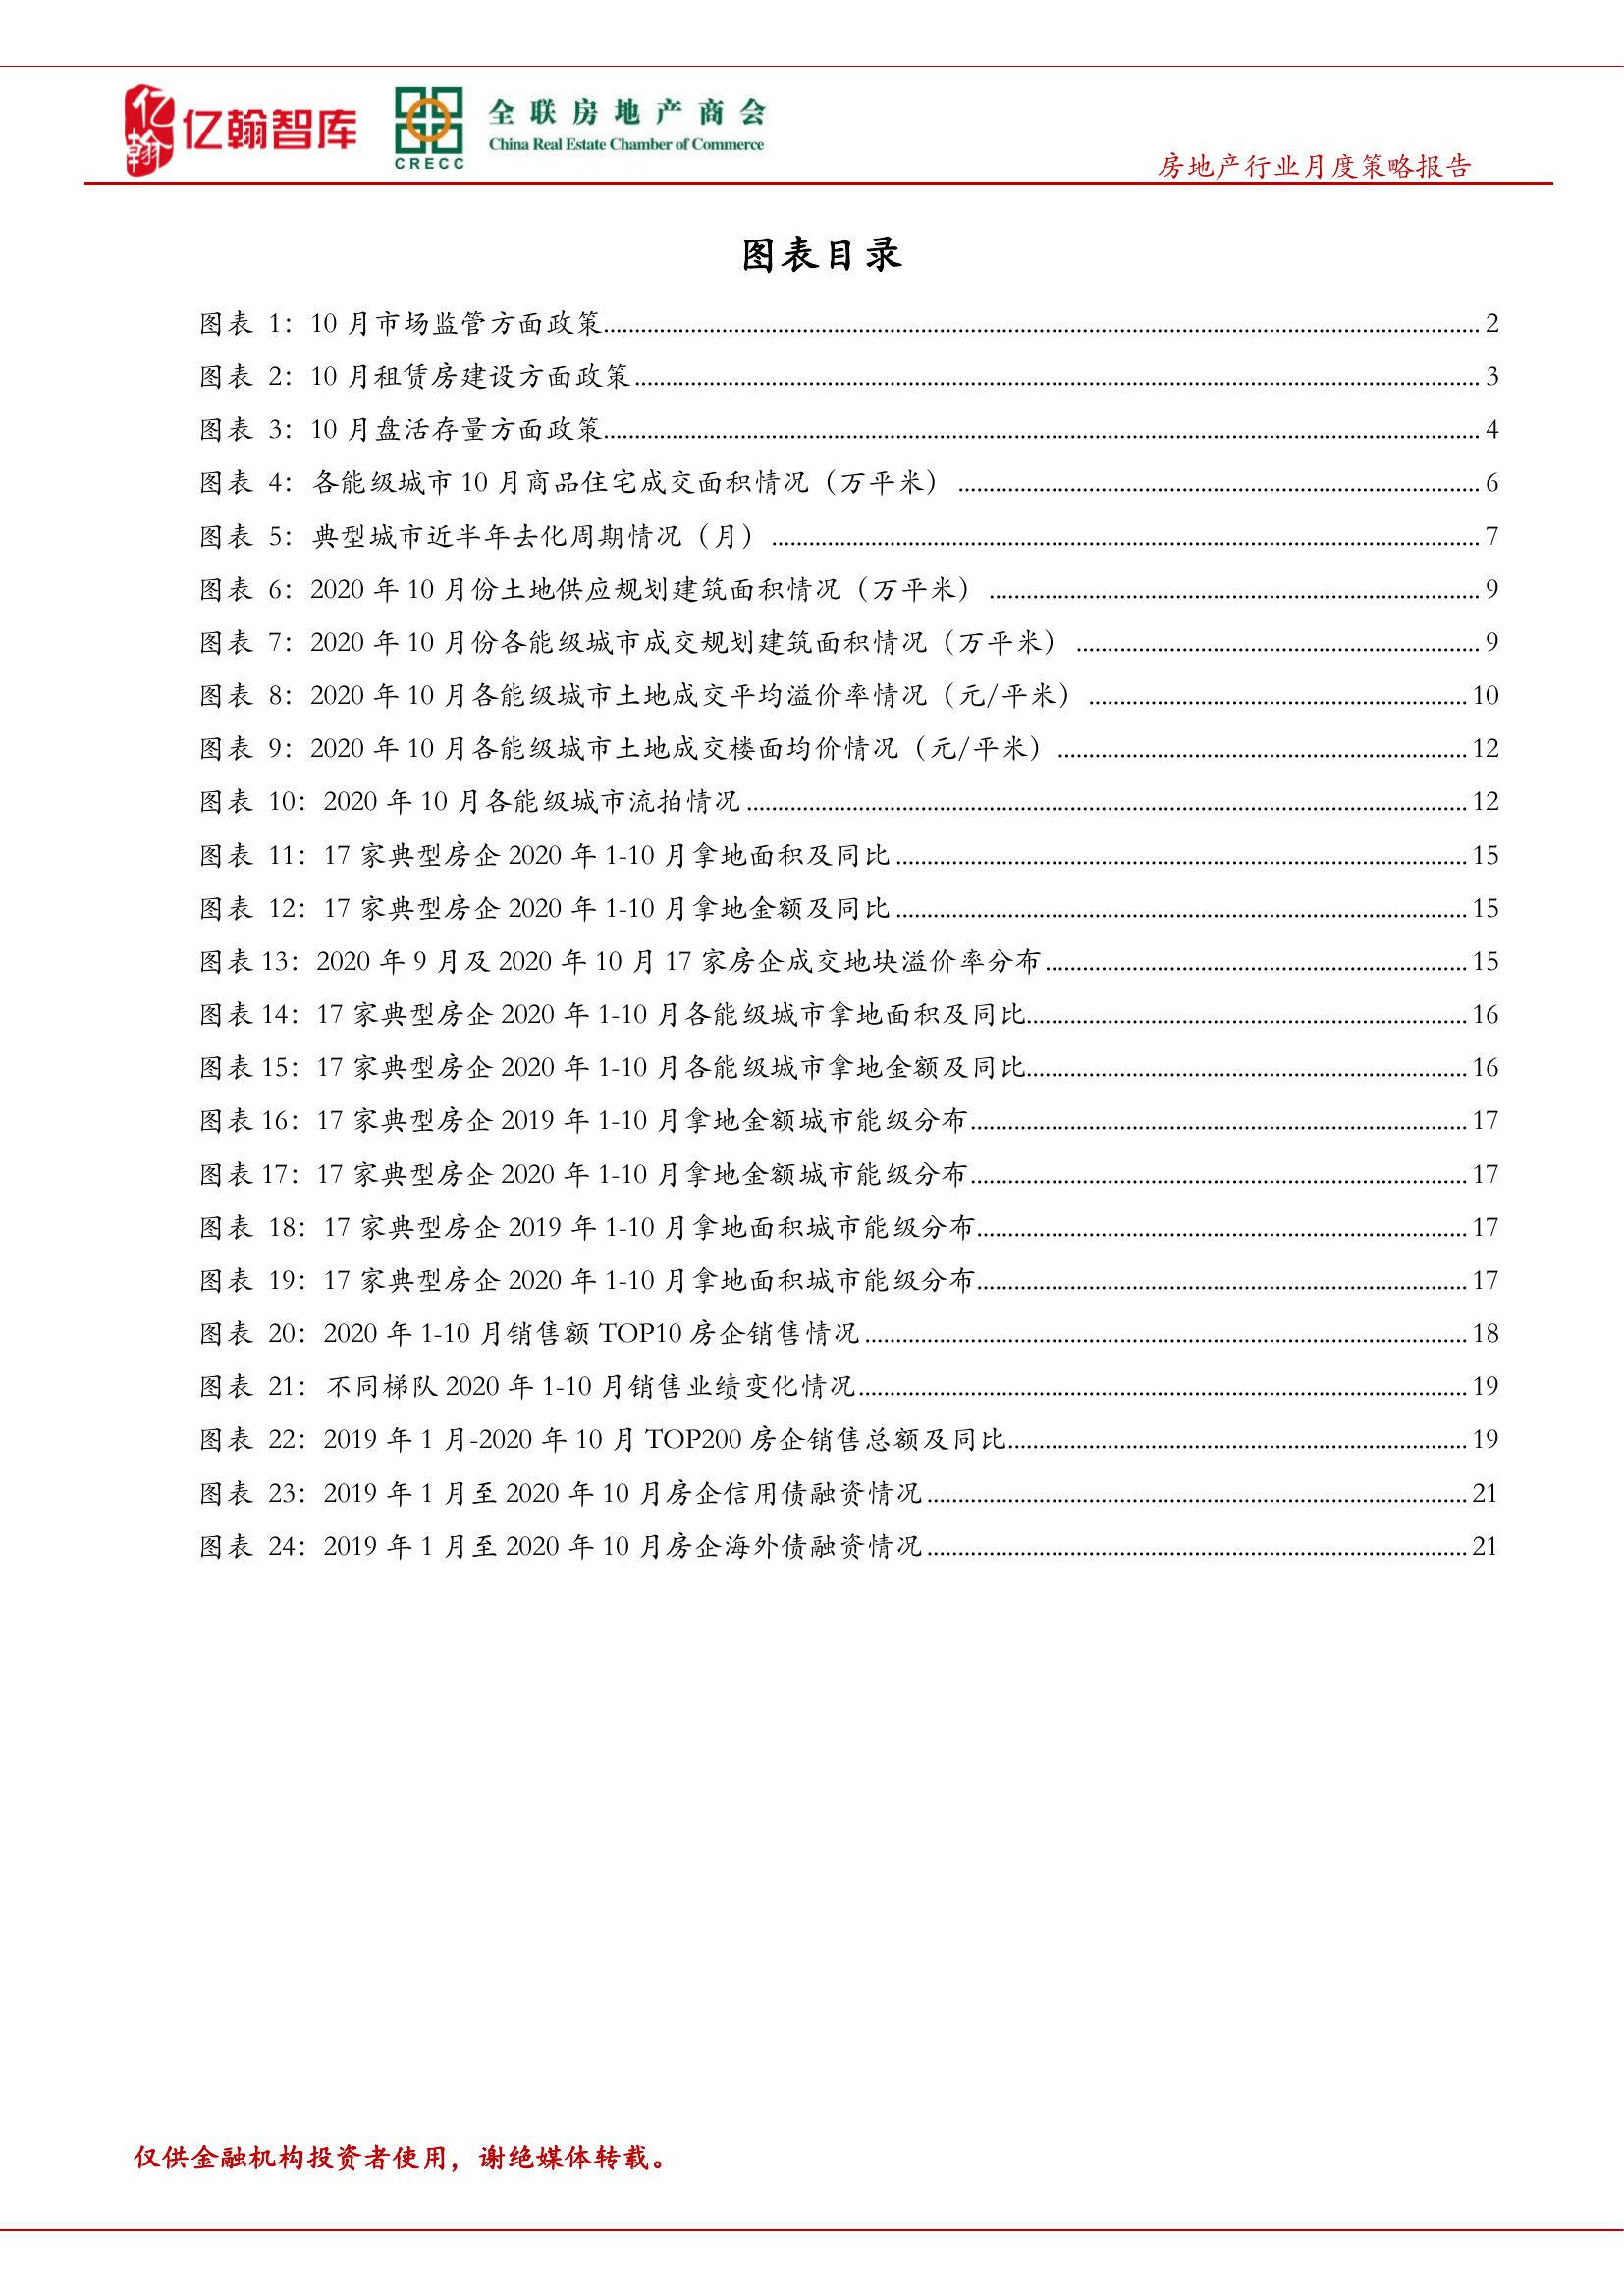 亿翰 亿翰智库
CRECC
全联房地产商会
China Real Estate Chamber of Commerce
房地产行业月度策略报告
图表目录
图表 1：10 月市场监管方面政策 2
图表 2：10 月租赁房建设方面政策 3
图表 3：10 月盘活存量方面政策 4
图表 4：各能级城市 10 月商品住宅成交面积情况（万平米） 6
图表 5：典型城市近半年去化周期情况（月） 7
图表 6：2020 年 10 月份土地供应规划建筑面积情况（万平米） 9
图表 7：2020 年 10 月份各能级城市成交规划建筑面积情况（万平米） 9
图表 8：2020 年 10 月各能级城市土地成交平均溢价率情况（元/平米） 10
图表 9：2020 年 10 月各能级城市土地成交楼面均价情况（元/平米） 12
图表 10：2020 年 10 月各能级城市流拍情况 12
图表 11：17 家典型房企 2020 年 1-10 月拿地面积及同比 15
图表 12：17 家典型房企 2020 年 1-10 月拿地金额及同比 15
图表 13：2020 年 9 月及 2020 年 10 月 17 家房企成交地块溢价率分布 15
图表 14：17 家典型房企 2020 年 1-10 月各能级城市拿地面积及同比 16
图表 15：17 家典型房企 2020 年 1-10 月各能级城市拿地金额及同比 16
图表 16：17 家典型房企 2019 年 1-10 月拿地金额城市能级分布 17
图表 17：17 家典型房企 2020 年 1-10 月拿地金额城市能级分布 17
图表 18：17 家典型房企 2019 年 1-10 月拿地面积城市能级分布 17
图表 19：17 家典型房企 2020 年 1-10 月拿地面积城市能级分布 17
图表 20：2020 年 1-10 月销售额 TOP10 房企销售情况 18
图表 21：不同梯队 2020 年 1-10 月销售业绩变化情况 19
图表 22：2019 年 1 月-2020 年 10 月 TOP200 房企销售总额及同比 19
图表 23：2019 年 1 月至 2020 年 10 月房企信用债融资情况 21
图表 24：2019 年 1 月至 2020 年 10 月房企海外债融资情况 21
仅供金融机构投资者使用，谢绝媒体转载。